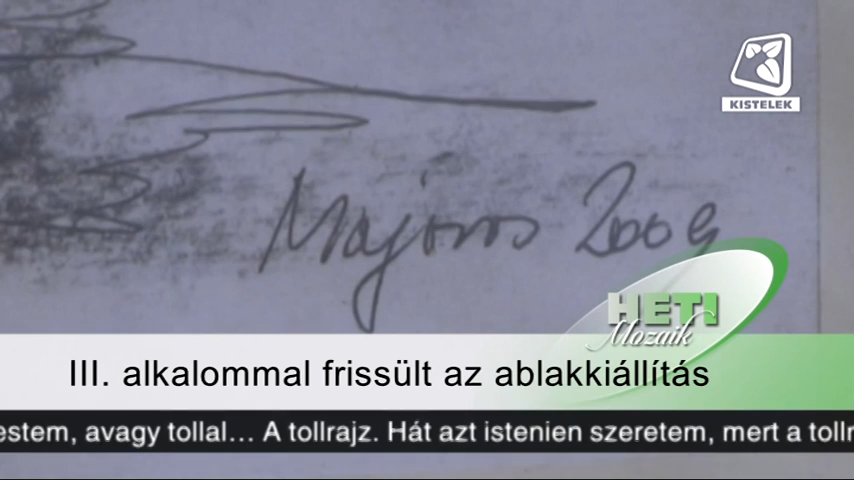 KISTELEK
Majoros 2009
HETI
Mozaik
III. alkalommal frissült az ablakkiállítás
estem, avagy tollal... A tollrajz. Hát azt istenien szeretem, mert a tollr